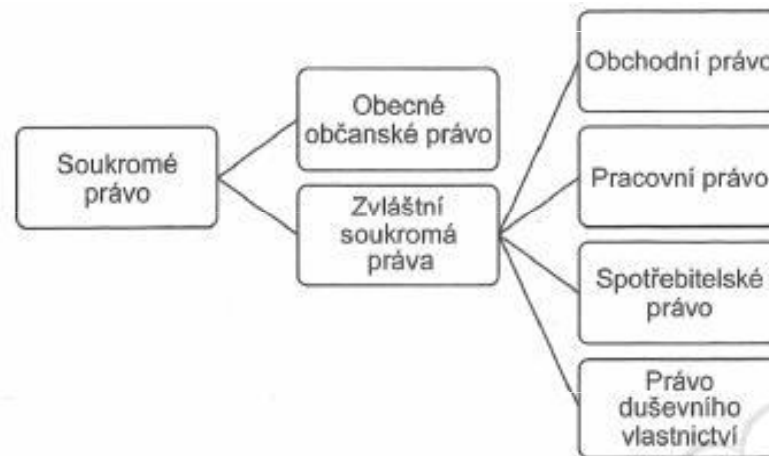 Soukromé
právo
Obecné
občanské právo
Zvláštní
soukromá
práva
Obchodní právo
Pracovní právo
Spotřebitelské
právo
Právo
duševního
vlastnictví